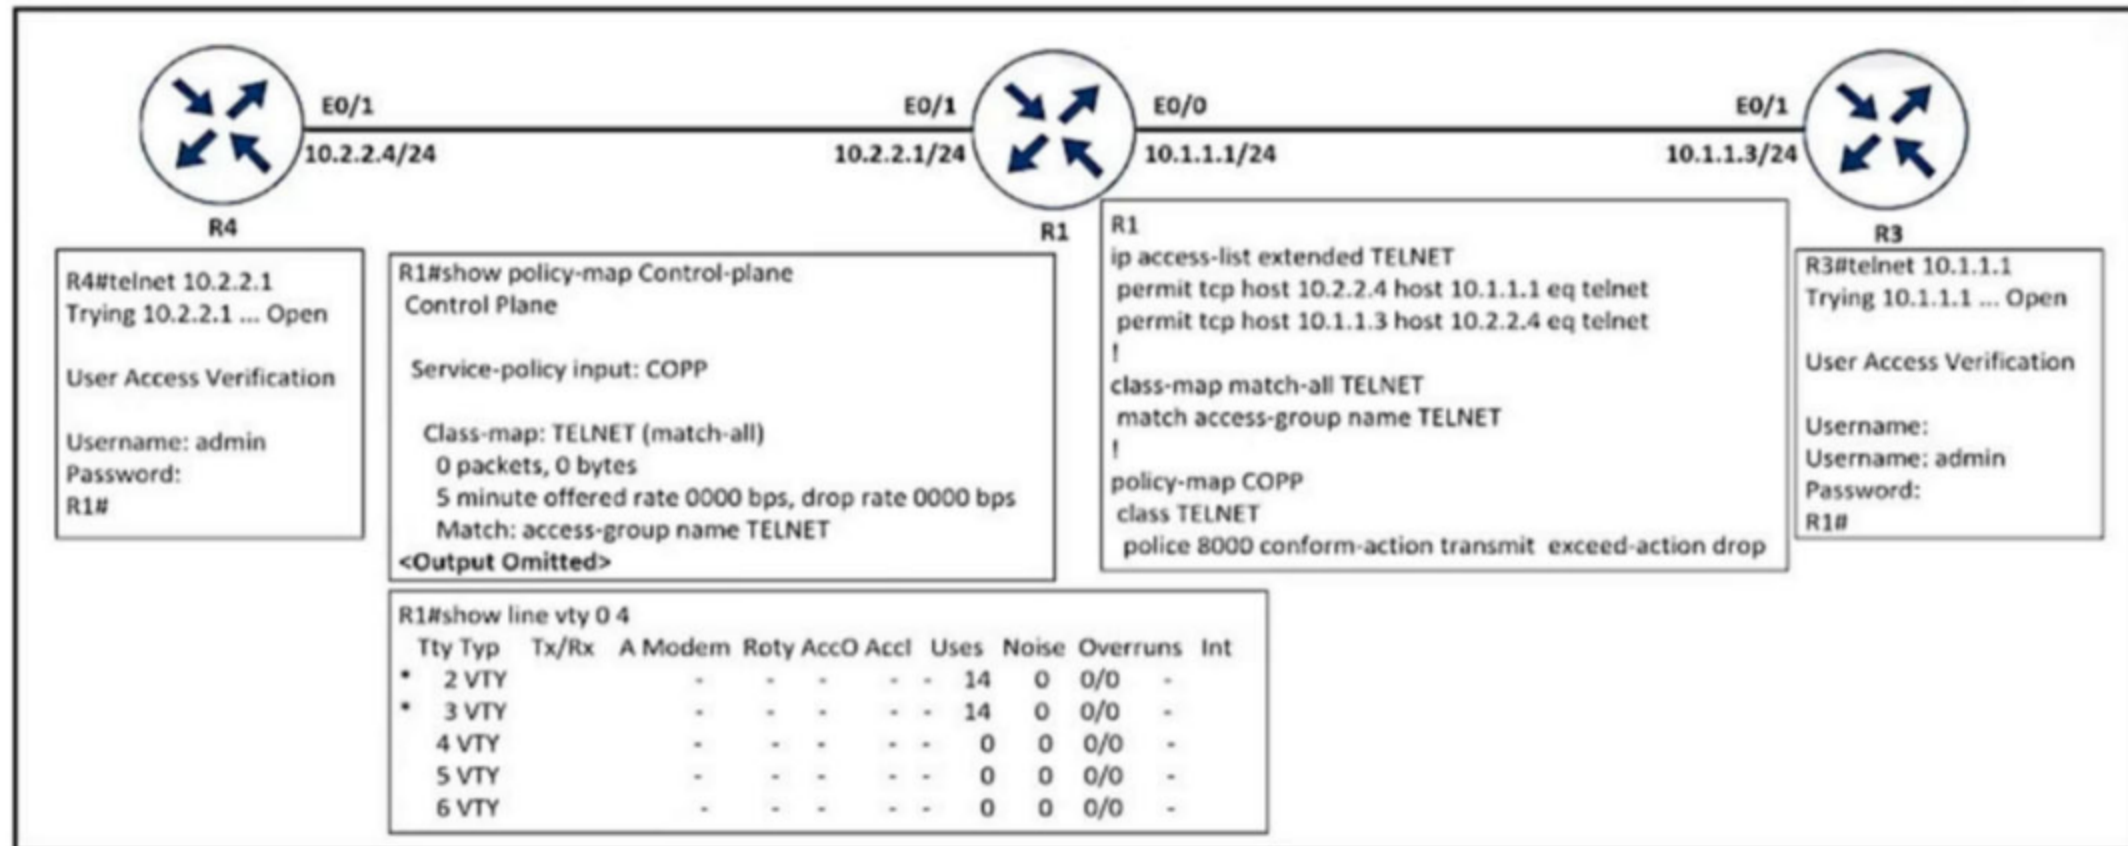 E0/1
E0/1
E0/0
E0/1
10.2.2.4/24
10.2.2.1/24
10.1.1.1/24
10.1.1.3/24
R4
R1
R3
R4#telnet 10.2.2.1
Trying 10.2.2.1 ... Open
User Access Verification
Username: admin
Password:
R1#
R1#show policy-map Control-plane
Control Plane
Service-policy input: COPP
Class-map: TELNET (match-all)
0 packets, 0 bytes
5 minute offered rate 0000 bps, drop rate 0000 bps
Match: access-group name TELNET
<Output Omitted>
R1
ip access-list extended TELNET
permit tcp host 10.2.2.4 host 10.1.1.1 eq telnet
permit tcp host 10.1.1.3 host 10.2.2.4 eq telnet
!
class-map match-all TELNET
match access-group name TELNET
!
policy-map COPP
class TELNET
police 8000 conform-action transmit exceed-action drop
R3#telnet 10.1.1.1
Trying 10.1.1.1 ... Open
User Access Verification
Username:
Username: admin
Password:
R1#
R1#show line vty 0 4
Tty Typ Tx/Rx A Modem Roty AccO AccI Uses Noise Overruns Int
* 2 VTY - - - - - 14 0 0/0 -
* 3 VTY - - - - - 14 0 0/0 -
4 VTY - - - - - 0 0 0/0 -
5 VTY - - - - - 0 0 0/0 -
6 VTY - - - - - 0 0 0/0 -